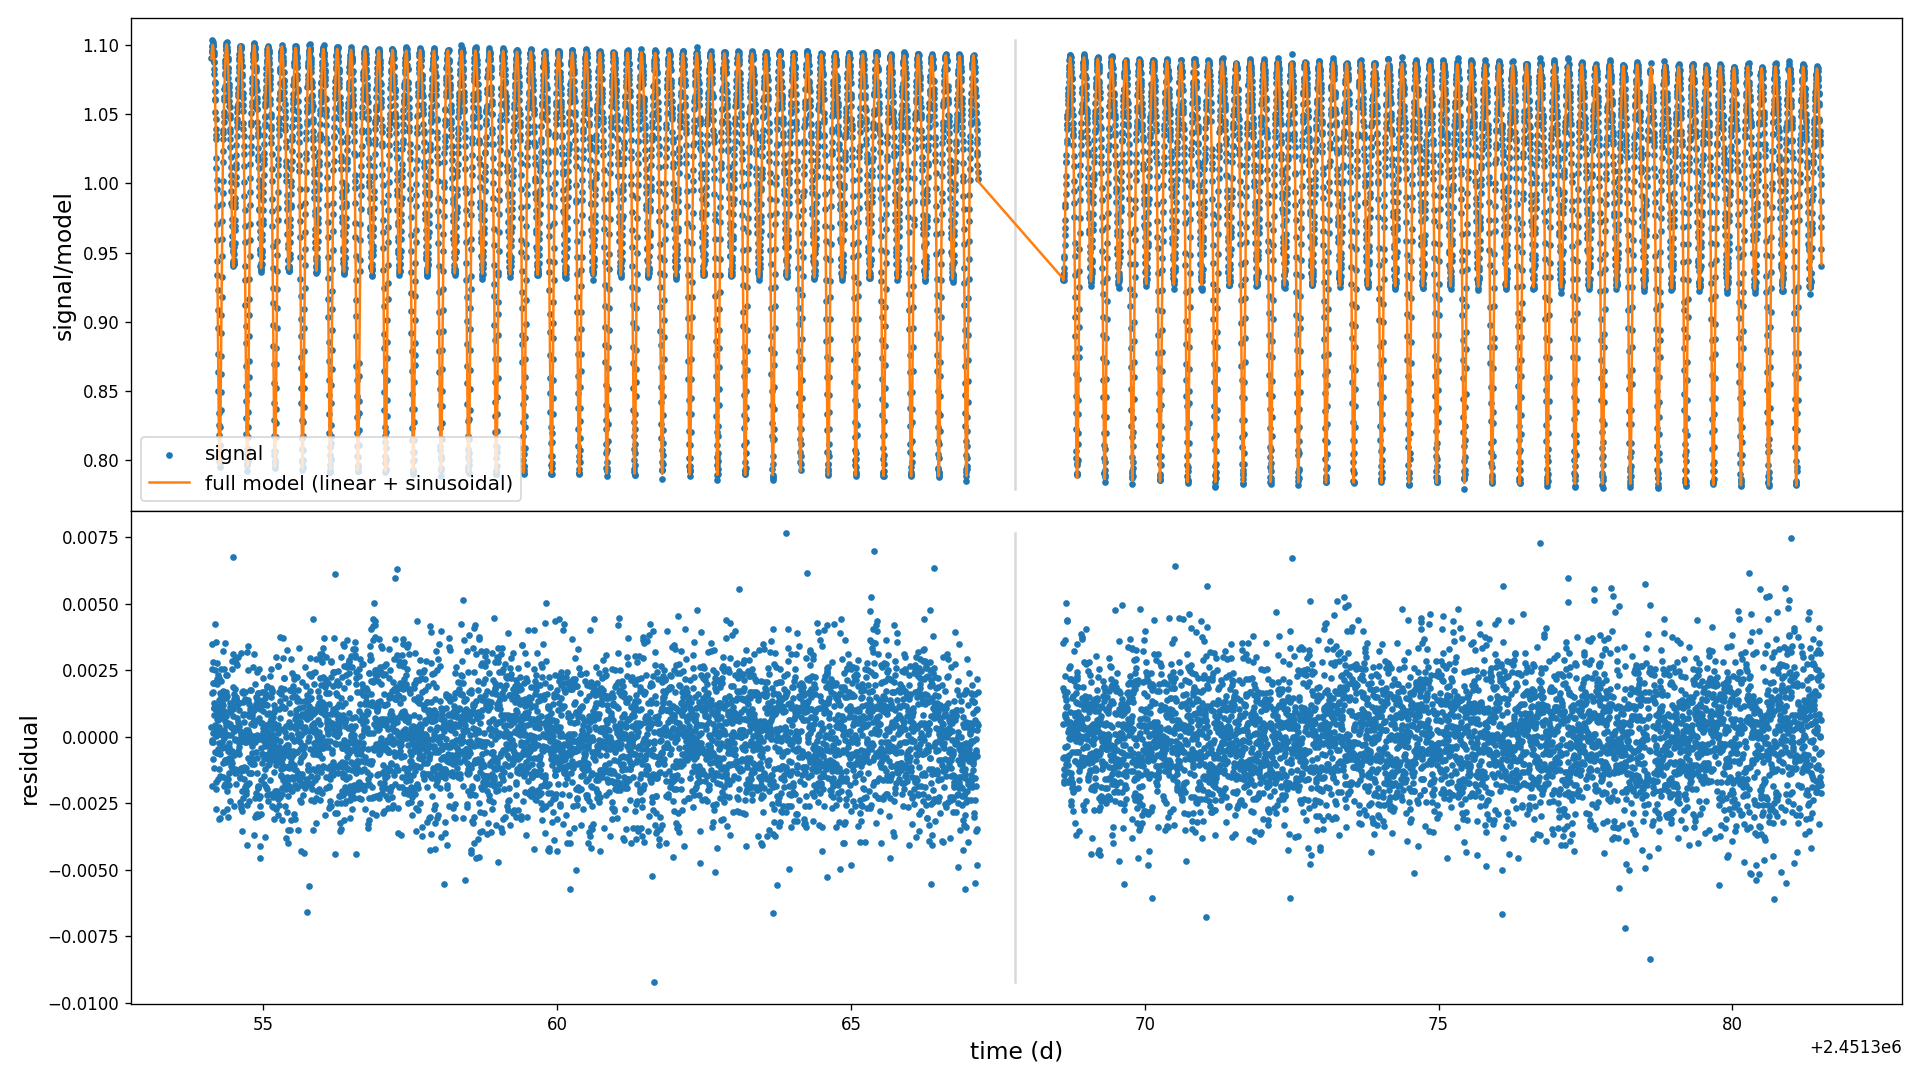 signal/model
1.10
1.05
1.00
0.95
0.90
0.85
0.80
signal
full model (linear + sinusoidal)
residual
0.0075
0.0050
0.0025
0.0000
−0.0025
−0.0050
−0.0075
−0.0100
55 60 65 70 75 80
time (d)
+2.4513e6